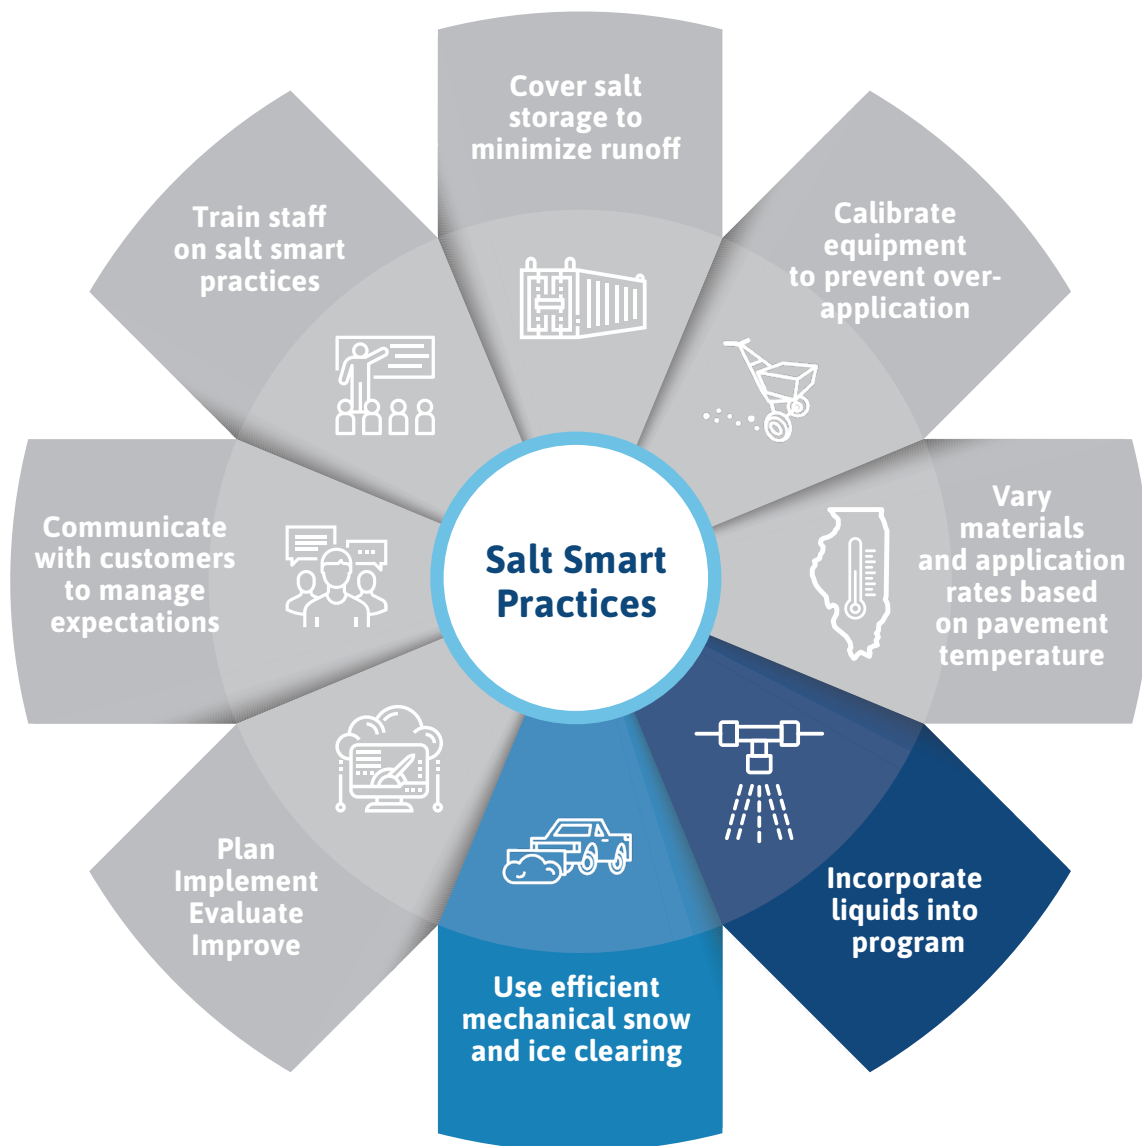 Salt Smart
Practices
Cover salt
storage to
minimize runoff
Calibrate
equipment
to prevent over-
application
Vary
materials
and application
rates based
on pavement
temperature
Incorporate
liquids into
program
Use efficient
mechanical snow
and ice clearing
Plan
Implement
Evaluate
Improve
Communicate
with customers
to manage
expectations
Train staff
on salt smart
practices